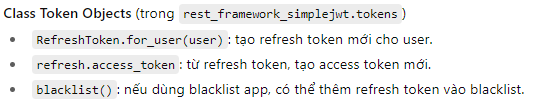 Class Token Objects (trong rest_framework_simplejwt.tokens)
• RefreshToken.for_user(user): tạo refresh token mới cho user.
• refresh.access_token: từ refresh token, tạo access token mới.
• blacklist(): nếu dùng blacklist app, có thể thêm refresh token vào blacklist.